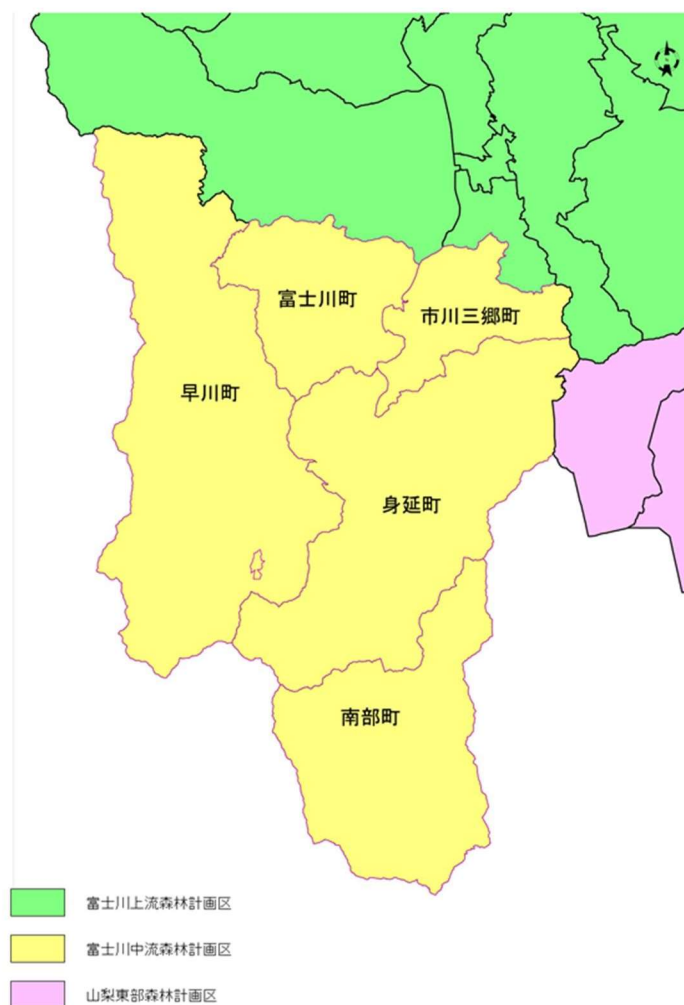 富士川町
市川三郷町
早川町
身延町
南部町
富士川上流森林計画区
富士川中流森林計画区
山梨東部森林計画区